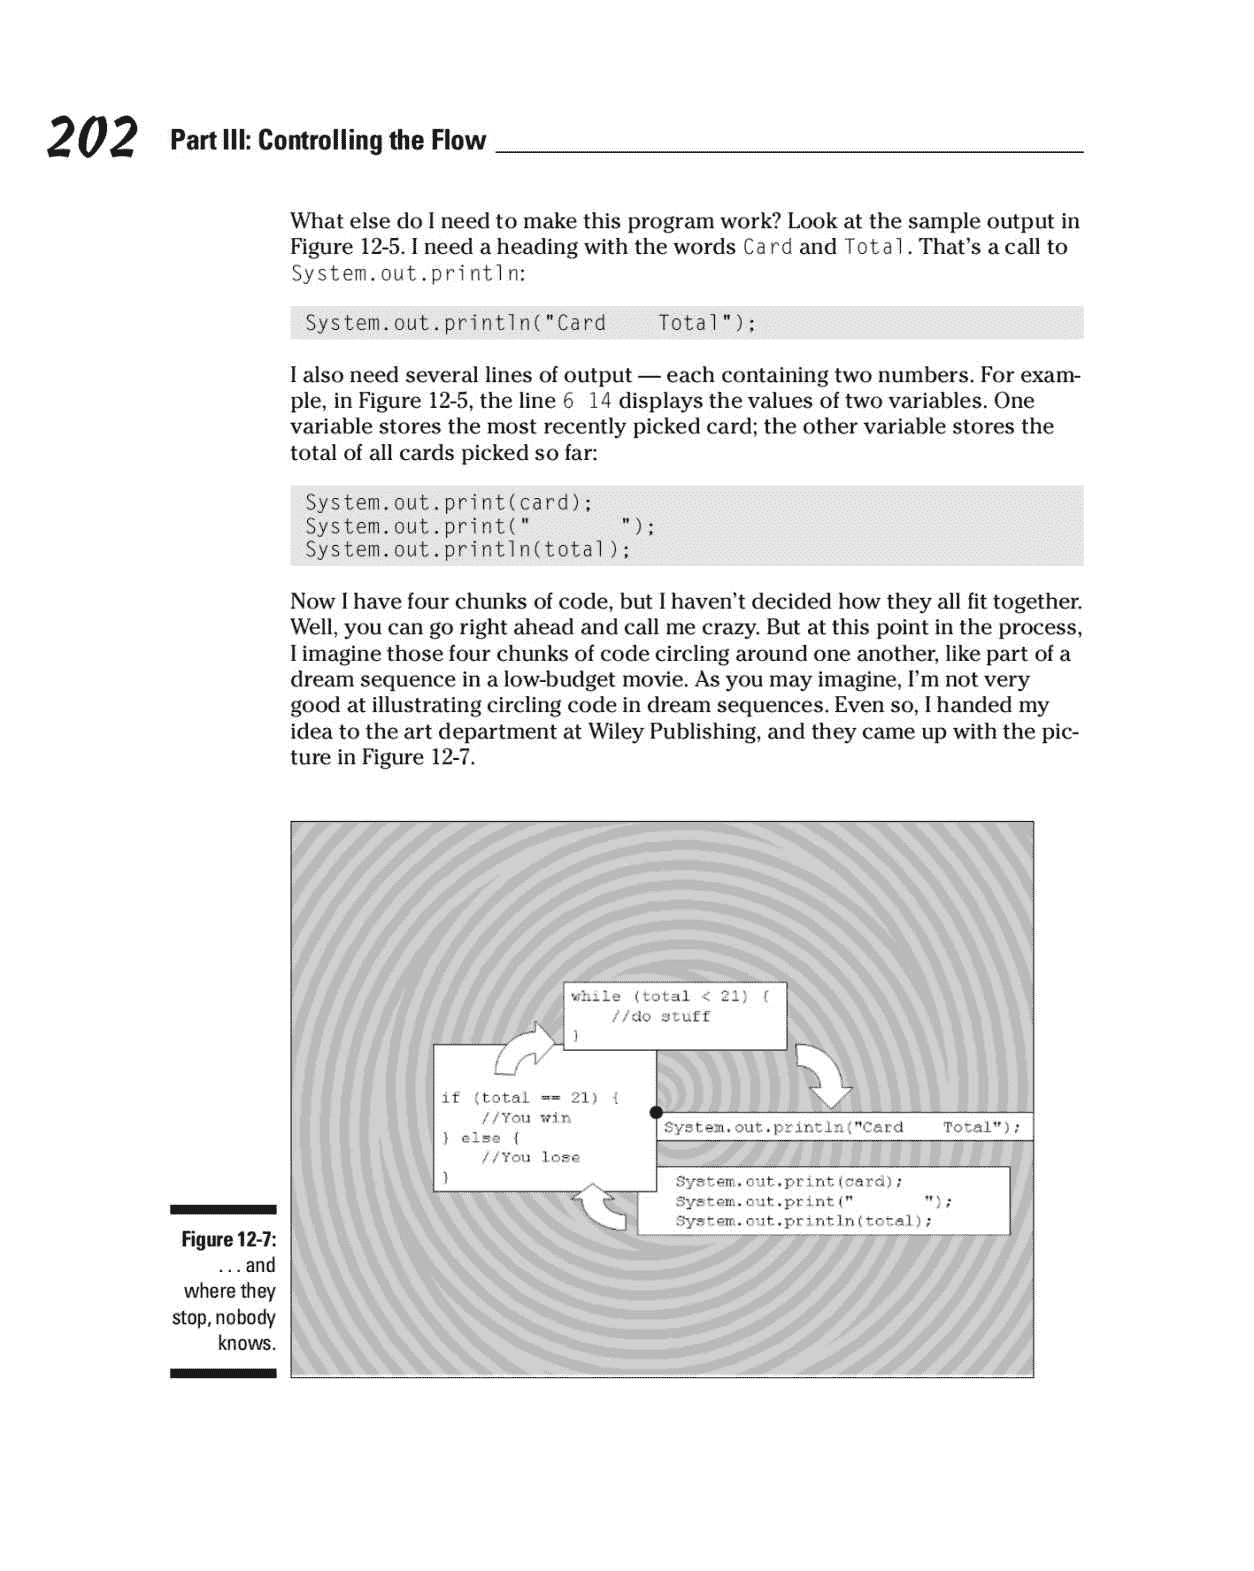 202 Part III: Controlling the Flow
What else do I need to make this program work? Look at the sample output in
Figure 12-5. I need a heading with the words Card and Total. That's a call to
System.out.println:
System.out.println("Card    Total");
I also need several lines of output — each containing two numbers. For exam-
ple, in Figure 12-5, the line 6  14 displays the values of two variables. One
variable stores the most recently picked card; the other variable stores the
total of all cards picked so far:
System.out.print(card);
System.out.print("       ");
System.out.println(total);
Now I have four chunks of code, but I haven't decided how they all fit together.
Well, you can go right ahead and call me crazy. But at this point in the process,
I imagine those four chunks of code circling around one another, like part of a
dream sequence in a low-budget movie. As you may imagine, I'm not very
good at illustrating circling code in dream sequences. Even so, I handed my
idea to the art department at Wiley Publishing, and they came up with the pic-
ture in Figure 12-7.
while (total < 21) {
    //do stuff
}
if (total == 21) {
    //You win
} else {
    //You lose
}
System.out.println("Card    Total");
System.out.print(card);
System.out.print("       ");
System.out.println(total);
Figure 12-7:
. . . and
where they
stop, nobody
knows.